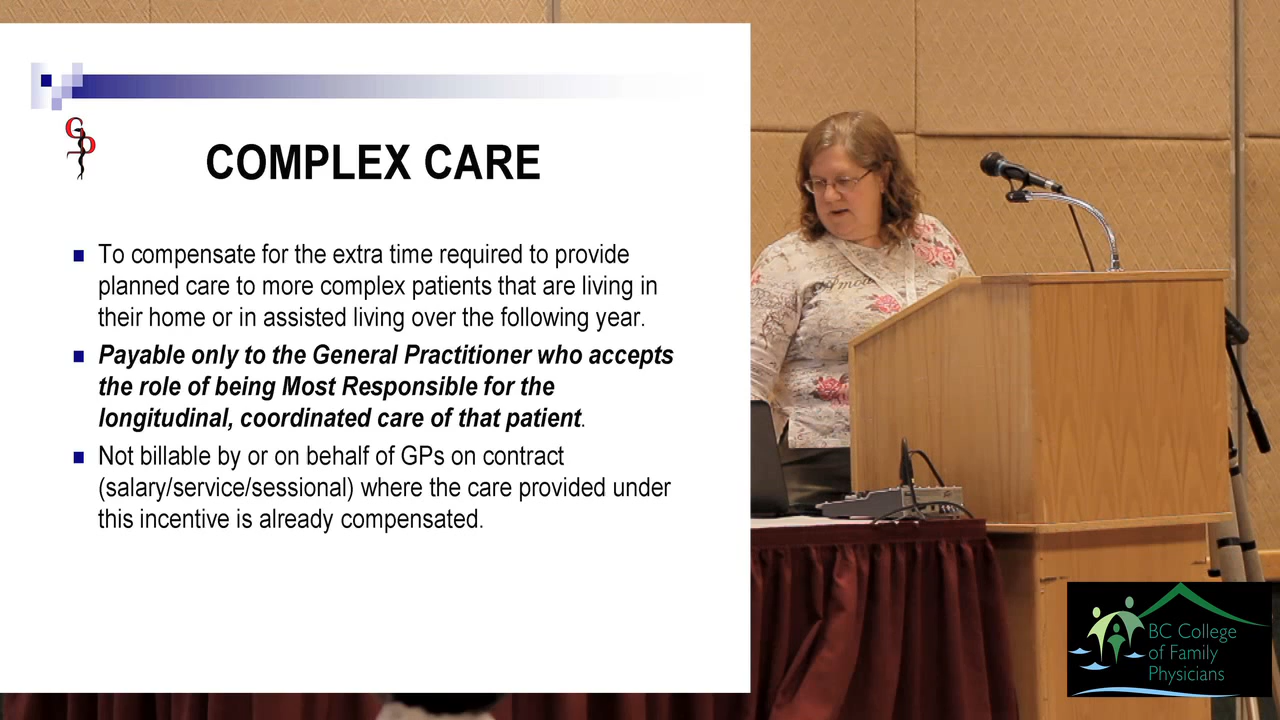 COMPLEX CARE
To compensate for the extra time required to provide
planned care to more complex patients that are living in
their home or in assisted living over the following year.
Payable only to the General Practitioner who accepts
the role of being Most Responsible for the
longitudinal, coordinated care of that patient.
Not billable by or on behalf of GPs on contract
(salary/service/sessional) where the care provided under
this incentive is already compensated.
BC College
of Family
Physicians